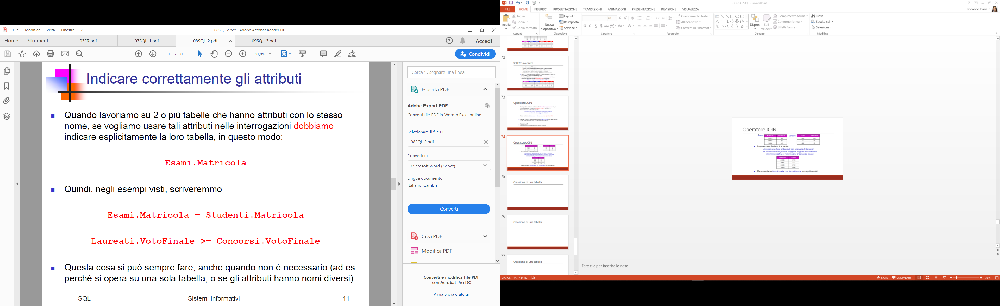 File Modifica Vista Finestra ?
08SQL-2.pdf - Adobe Acrobat Reader DC
Home Strumenti 03ER.pdf 07SQL-1.pdf 08SQL-2.pdf × 09SQL-3.pdf Accedi
11 / 20 91,8% Condividi
Indicare correttamente gli attributi
Quando lavoriamo su 2 o più tabelle che hanno attributi con lo stesso
nome, se vogliamo usare tali attributi nelle interrogazioni dobbiamo
indicare esplicitamente la loro tabella, in questo modo:
Esami.Matricola
Quindi, negli esempi visti, scriveremmo
Esami.Matricola = Studenti.Matricola
Laureati.VotoFinale >= Concorsi.VotoFinale
Questa cosa si può sempre fare, anche quando non è necessario (ad es.
perché si opera su una sola tabella, o se gli attributi hanno nomi diversi)
SQL Sistemi Informativi 11
Cerca 'Disegnare una linea'
Esporta PDF
Adobe Export PDF
Converti file PDF in Word o Excel online
Selezionare il file PDF
08SQL-2.pdf
Converti in
Microsoft Word (*.docx)
Lingua documento:
Italiano Cambia
Converti
Crea PDF
Modifica PDF
Converti e modifica file PDF
con Acrobat Pro DC
Avvia prova gratuita
CORSO SQL - PowerPoint
FILE HOME INSERISCI PROGETTAZIONE TRANSIZIONI ANIMAZIONI PRESENTAZIONE REVISIONE VISUALIZZA
Bonanno Daria
Incolla
Taglia
Copia
Copia formato
Appunti
Nuova
diapositiva
Layout
Reimposta
Sezione
Diapositive
48
G C S S abc AV Aa A
Carattere
Orientamento testo
Allinea testo
Converti in SmartArt
Paragrafo
Disponi
Stili
veloci
Riempimento forma
Contorno forma
Effetti forma
Disegno
Trova
Sostituisci
Seleziona
Modifica
72
SELECT avanzate
73
Operatore JOIN
74
Operatore JOIN
75
Creazione di una tabella
76
Creazione di una tabella
77
Creazione di una tabella
Operatore JOIN
Laureati Matricola VotoFinale Concorsi Codice VotoFinale
In questo caso il criterio è, a parole
Accoppia una tupla di Laureati con una tupla di Concorsi
se il VotoFinale del primo è maggiore o uguale al VotoFinale
minimo richiesto per l'ammissione al concorso stesso
Matricola Codice
Ma se scriviamo VotoFinale >= VotoFinale non significa nulla!
Fare clic per inserire le note
DIAPOSITIVA 74 DI 82 NOTE COMMENTI 33%